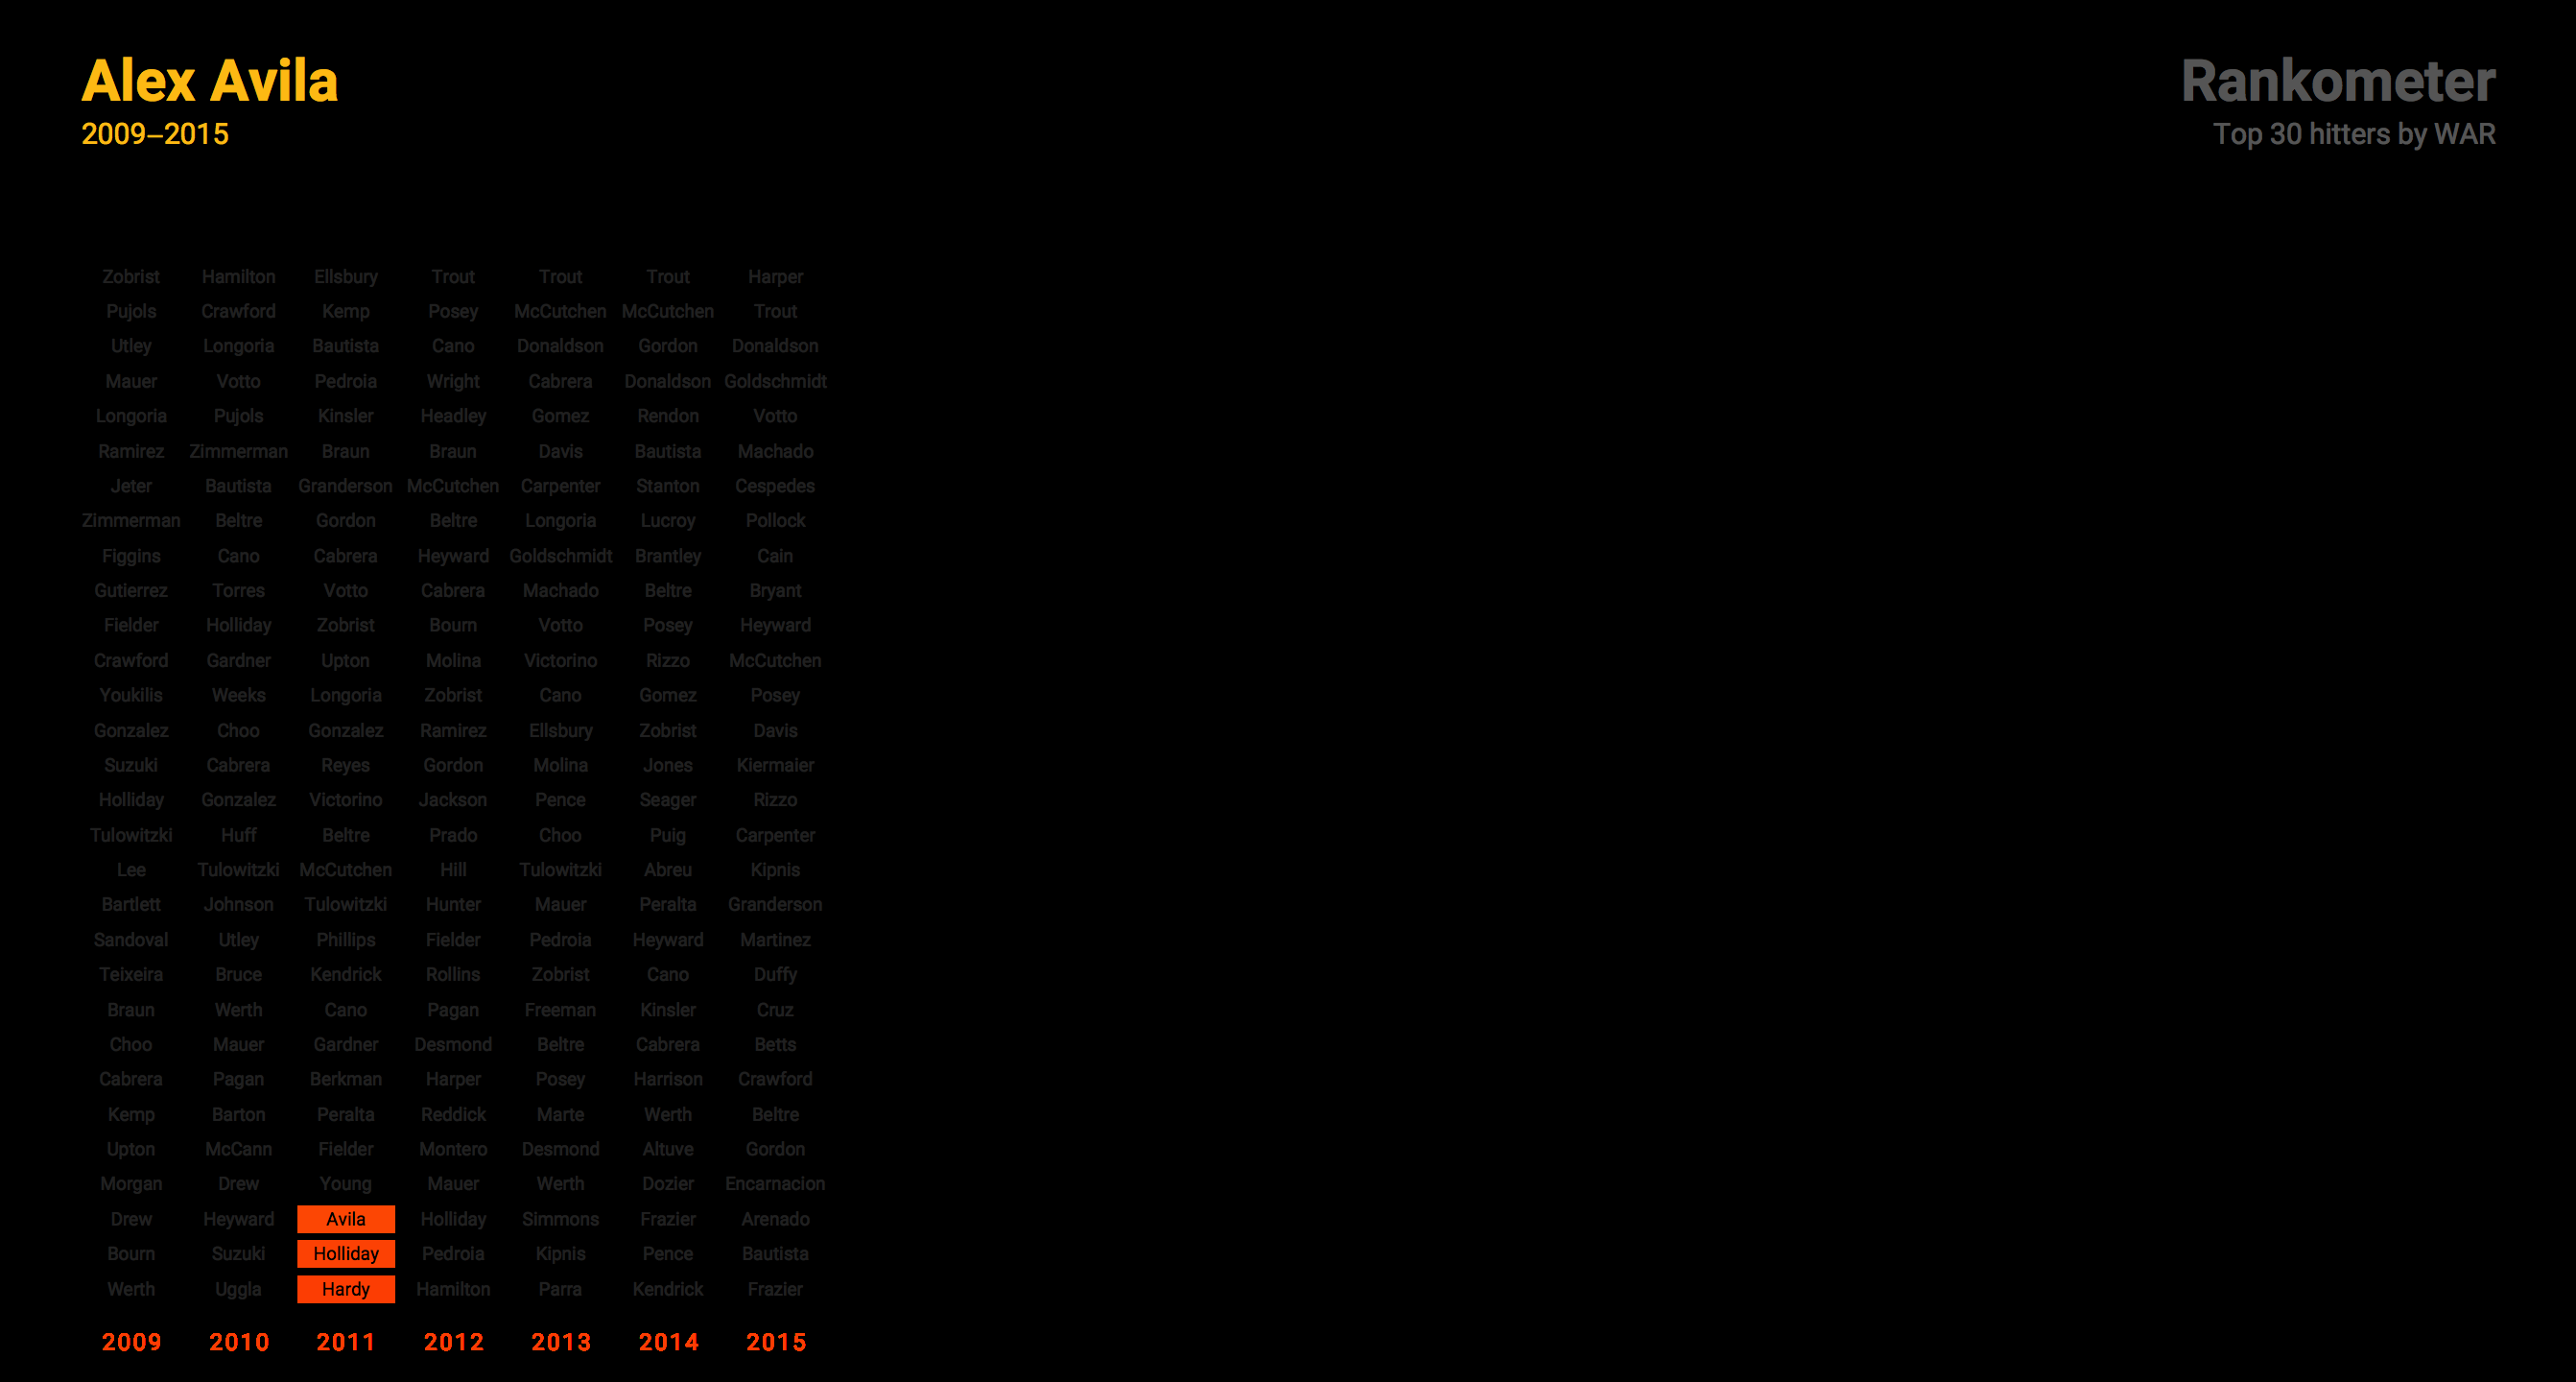 Alex Avila
2009–2015
Rankometer
Top 30 hitters by WAR
Zobrist Hamilton Ellsbury Trout Trout Trout Harper
Pujols Crawford Kemp Posey McCutchen McCutchen Trout
Utley Longoria Bautista Cano Donaldson Gordon Donaldson
Mauer Votto Pedroia Wright Cabrera Donaldson Goldschmidt
Longoria Pujols Kinsler Headley Gomez Rendon Votto
Ramirez Zimmerman Braun Braun Davis Bautista Machado
Jeter Bautista Granderson McCutchen Carpenter Stanton Cespedes
Zimmerman Beltre Gordon Beltre Longoria Lucroy Pollock
Figgins Cano Cabrera Heyward Goldschmidt Brantley Cain
Gutierrez Torres Votto Cabrera Machado Beltre Bryant
Fielder Holliday Zobrist Bourn Votto Posey Heyward
Crawford Gardner Upton Molina Victorino Rizzo McCutchen
Youkilis Weeks Longoria Zobrist Cano Gomez Posey
Gonzalez Choo Gonzalez Ramirez Ellsbury Zobrist Davis
Suzuki Cabrera Reyes Gordon Molina Jones Kiermaier
Holliday Gonzalez Victorino Jackson Pence Seager Rizzo
Tulowitzki Huff Beltre Prado Choo Puig Carpenter
Lee Tulowitzki McCutchen Hill Tulowitzki Abreu Kipnis
Bartlett Johnson Tulowitzki Hunter Mauer Peralta Granderson
Sandoval Utley Phillips Fielder Pedroia Heyward Martinez
Teixeira Bruce Kendrick Rollins Zobrist Cano Duffy
Braun Werth Cano Pagan Freeman Kinsler Cruz
Choo Mauer Gardner Desmond Beltre Cabrera Betts
Cabrera Pagan Berkman Harper Posey Harrison Crawford
Kemp Barton Peralta Reddick Marte Werth Beltre
Upton McCann Fielder Montero Desmond Altuve Gordon
Morgan Drew Young Mauer Werth Dozier Encarnacion
Drew Heyward Avila Holliday Simmons Frazier Arenado
Bourn Suzuki Holliday Pedroia Kipnis Pence Bautista
Werth Uggla Hardy Hamilton Parra Kendrick Frazier
2009 2010 2011 2012 2013 2014 2015